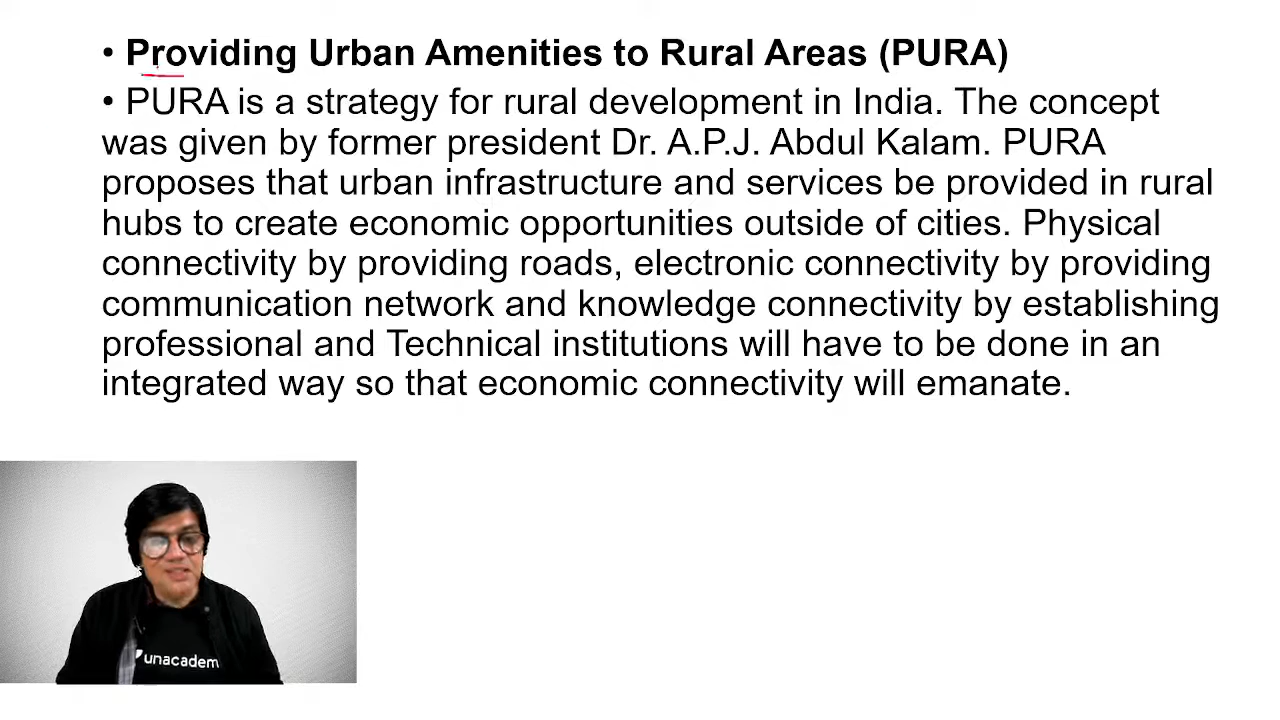 • Providing Urban Amenities to Rural Areas (PURA)
• PURA is a strategy for rural development in India. The concept
was given by former president Dr. A.P.J. Abdul Kalam. PURA
proposes that urban infrastructure and services be provided in rural
hubs to create economic opportunities outside of cities. Physical
connectivity by providing roads, electronic connectivity by providing
communication network and knowledge connectivity by establishing
professional and Technical institutions will have to be done in an
integrated way so that economic connectivity will emanate.
unacadem